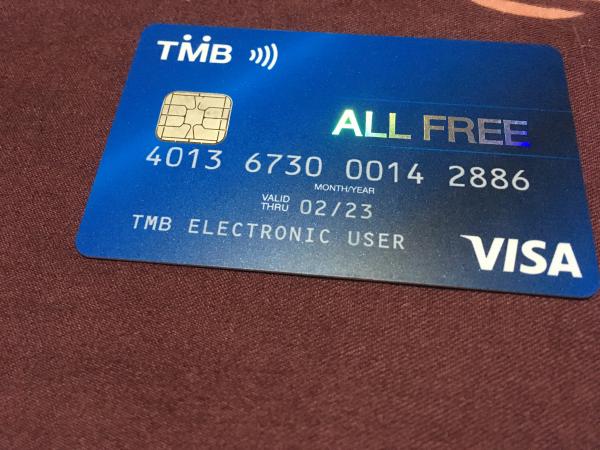 TMB
ALL FREE
4013 6730 0014 2886
MONTH/YEAR
VALID
THRU 02/23
TMB ELECTRONIC USER
VISA